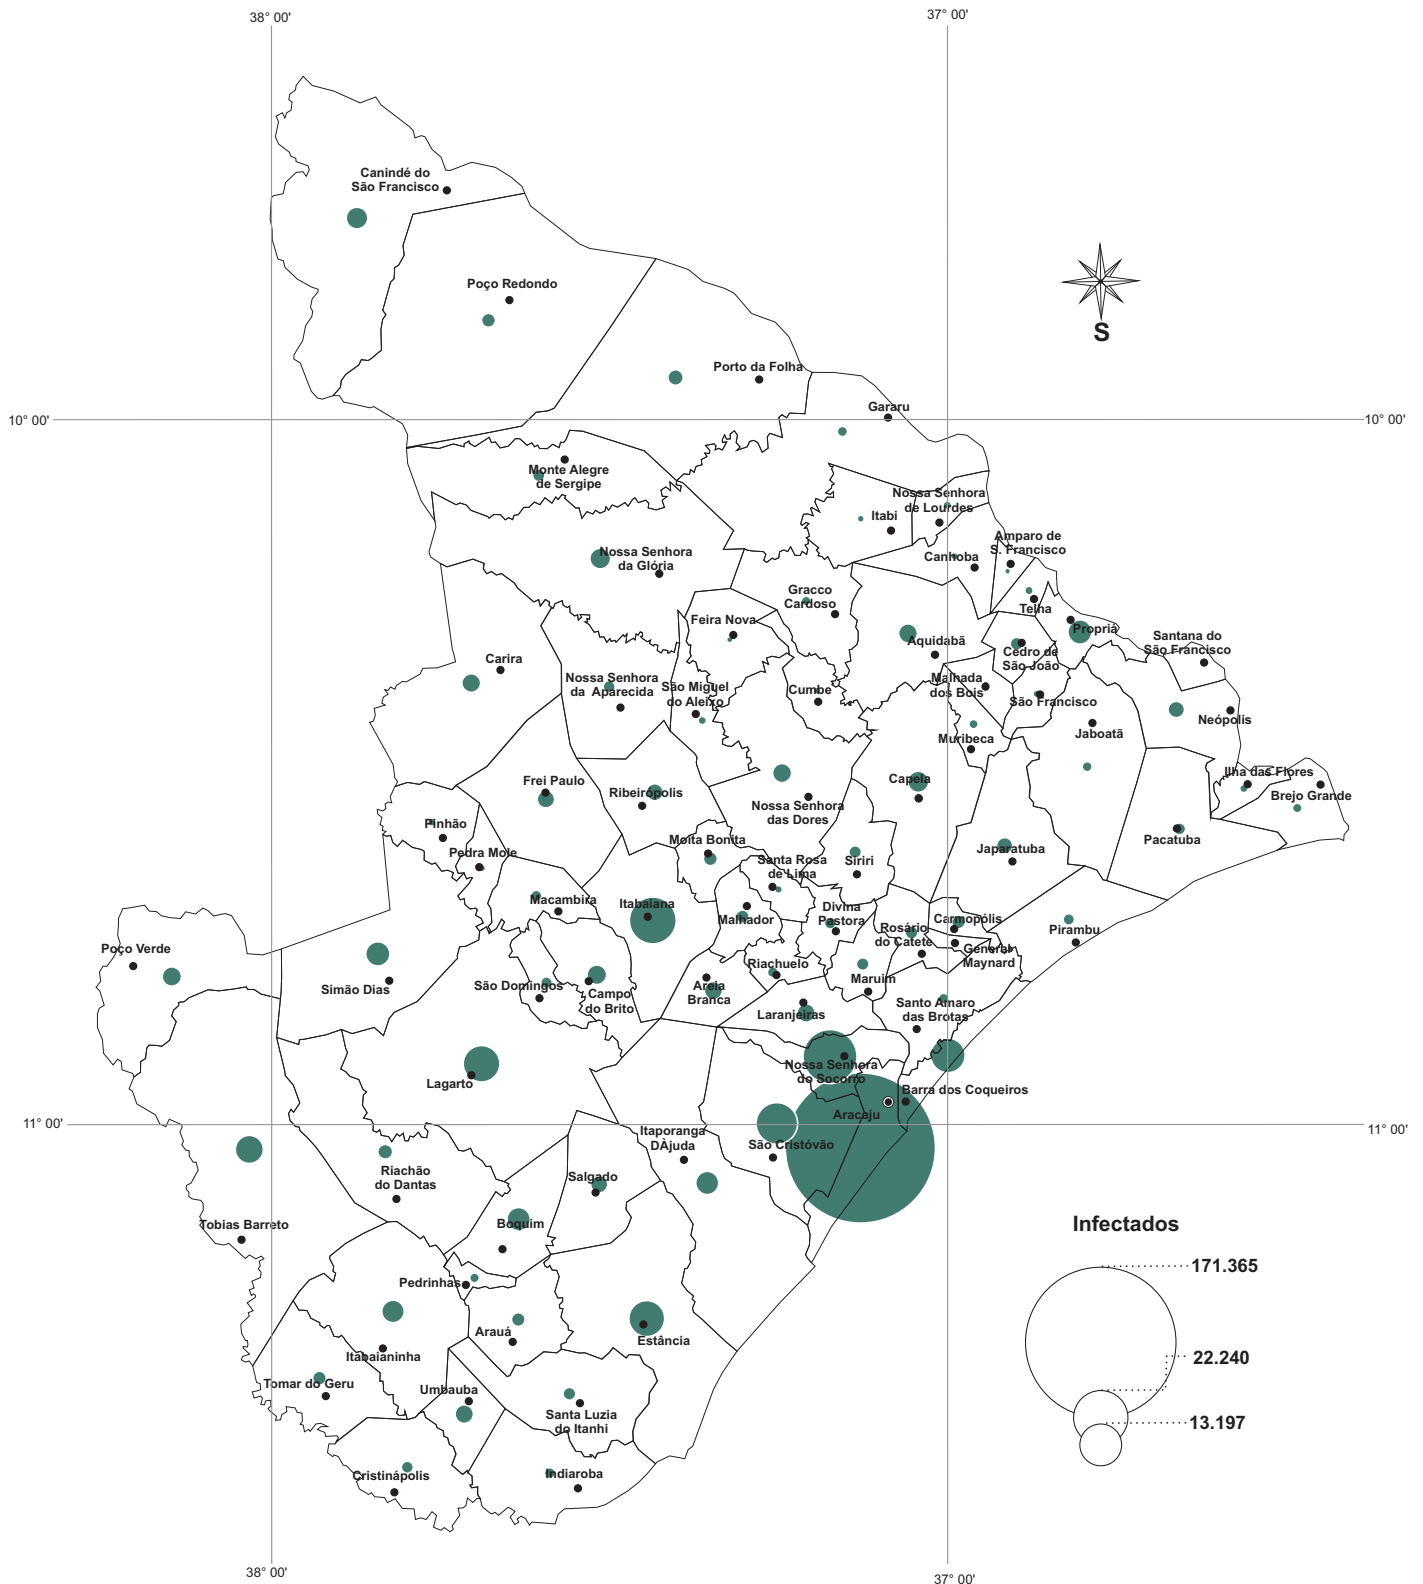 38° 00'
37° 00'
Canindé do
São Francisco
Poço Redondo
S
Porto da Folha
Gararu
10° 00'
10° 00'
Monte Alegre
de Sergipe
Nossa Senhora
de Lourdes
Itabi
Amparo de
S. Francisco
Canhoba
Nossa Senhora
da Glória
Gracco
Cardoso
Telha
Feira Nova
Propriá
Aquidabã
Santana do
São Francisco
Cedro de
São João
Carira
Nossa Senhora
da Aparecida
São Miguel
do Aleixo
Cumbe
Malhada
dos Bois
São Francisco
Neópolis
Jaboatã
Muribeca
Frei Paulo
Ribeirópolis
Capela
Ilha das Flores
Brejo Grande
Nossa Senhora
das Dores
Pinhão
Moita Bonita
Pacatuba
Pedra Mole
Santa Rosa
de Lima
Siriri
Japaratuba
Macambira
Itabaiana
Malhador
Divina
Pastora
Carmopólis
Rosário
do Catete
Pirambu
General
Maynard
Poço Verde
Simão Dias
São Domingos
Campo
do Brito
Areia
Branca
Riachuelo
Maruim
Laranjeiras
Santo Amaro
das Brotas
Lagarto
Nossa Senhora
do Socorro
Barra dos Coqueiros
Aracaju
11° 00'
11° 00'
Itaporanga
DÀjuda
São Cristóvão
Riachão
do Dantas
Salgado
Tobias Barreto
Boquim
Infectados
Pedrinhas
171.365
Arauá
Estância
Itabaianinha
22.240
Tomar do Geru
Umbauba
Santa Luzia
do Itanhi
13.197
Cristinápolis
Indiaroba
38° 00'
37° 00'